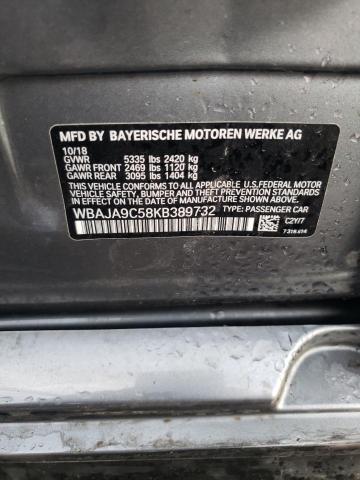 MFD BY BAYERISCHE MOTOREN WERKE AG
10/18
GVWR 5335 lbs 2420 kg
GAWR FRONT 2469 lbs 1120 kg
GAWR REAR 3095 lbs 1404 kg
THIS VEHICLE CONFORMS TO ALL APPLICABLE U.S. FEDERAL MOTOR
VEHICLE SAFETY, BUMPER AND THEFT PREVENTION STANDARDS IN
EFFECT ON THE DATE OF MANUFACTURE SHOWN ABOVE.
WBAJA9C58KB389732 TYPE: PASSENGER CAR
C2Y/7